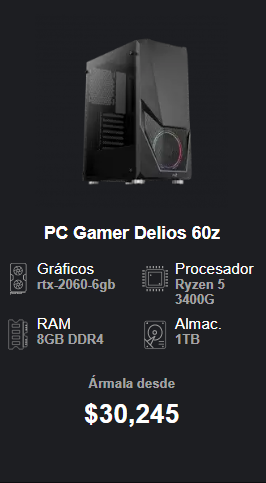 PC Gamer Delios 60z
Gráficos
rtx-2060-6gb
Procesador
Ryzen 5
3400G
RAM
8GB DDR4
Almac.
1TB
Ármala desde
$30,245